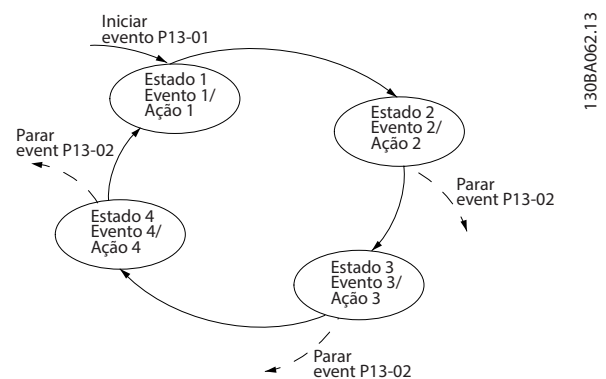 Iniciar
evento P13-01
130BA062.13
Estado 1
Evento 1/
Ação 1
Estado 2
Evento 2/
Ação 2
Parar
event P13-02
Parar
event P13-02
Estado 4
Evento 4/
Ação 4
Estado 3
Evento 3/
Ação 3
Parar
event P13-02